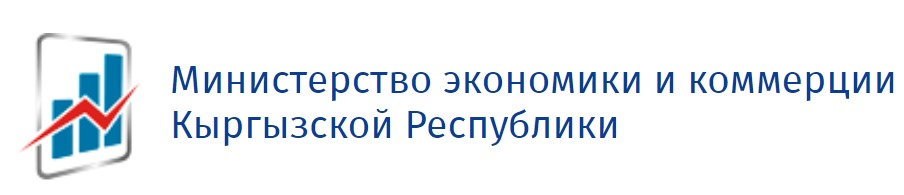 Министерство экономики и коммерции
Кыргызской Республики